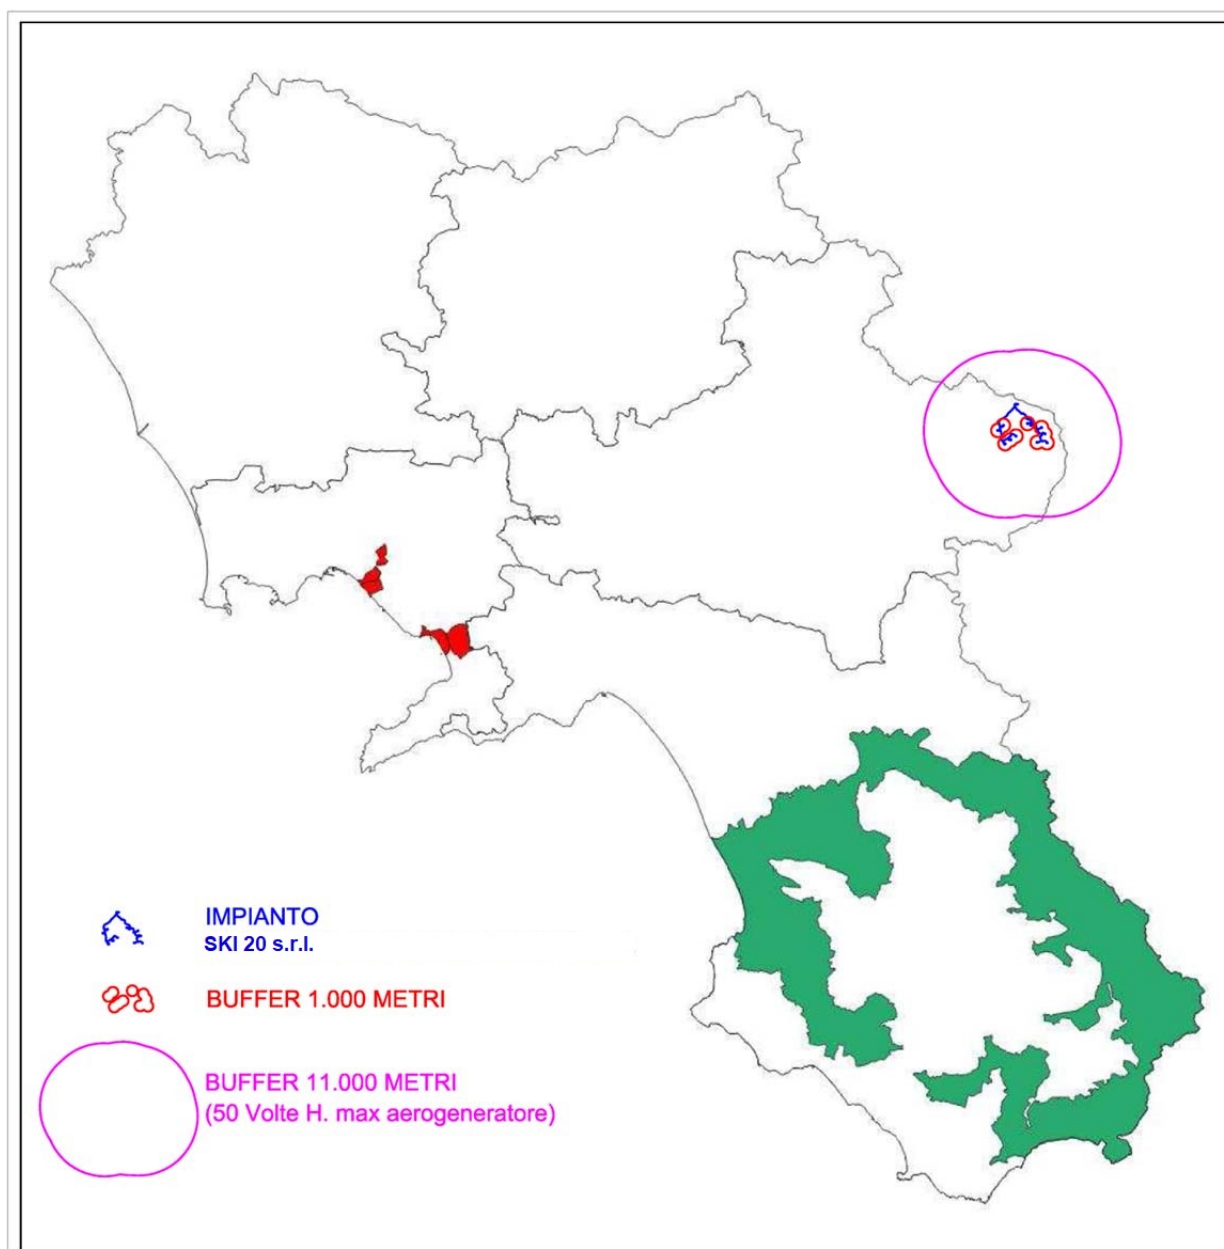 IMPIANTO
SKI 20 s.r.l.
BUFFER 1.000 METRI
BUFFER 11.000 METRI
(50 Volte H. max aerogeneratore)